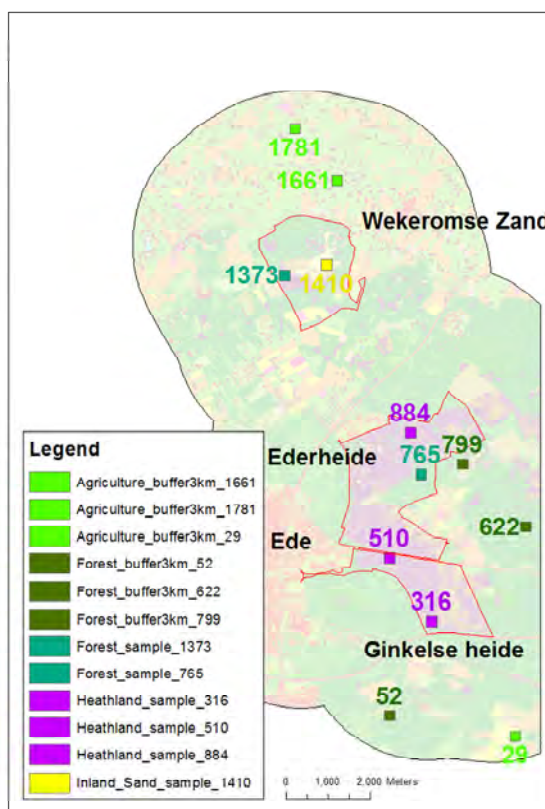 1781
1661
Wekeromse Zand
1373
1410
884
Ederheide
765
799
622
Ede
510
316
Ginkelse heide
52
29
Legend
Agriculture_buffer3km_1661
Agriculture_buffer3km_1781
Agriculture_buffer3km_29
Forest_buffer3km_52
Forest_buffer3km_622
Forest_buffer3km_799
Forest_sample_1373
Forest_sample_765
Heathland_sample_316
Heathland_sample_510
Heathland_sample_884
Inland_Sand_sample_1410
0 1,000 2,000 Meters